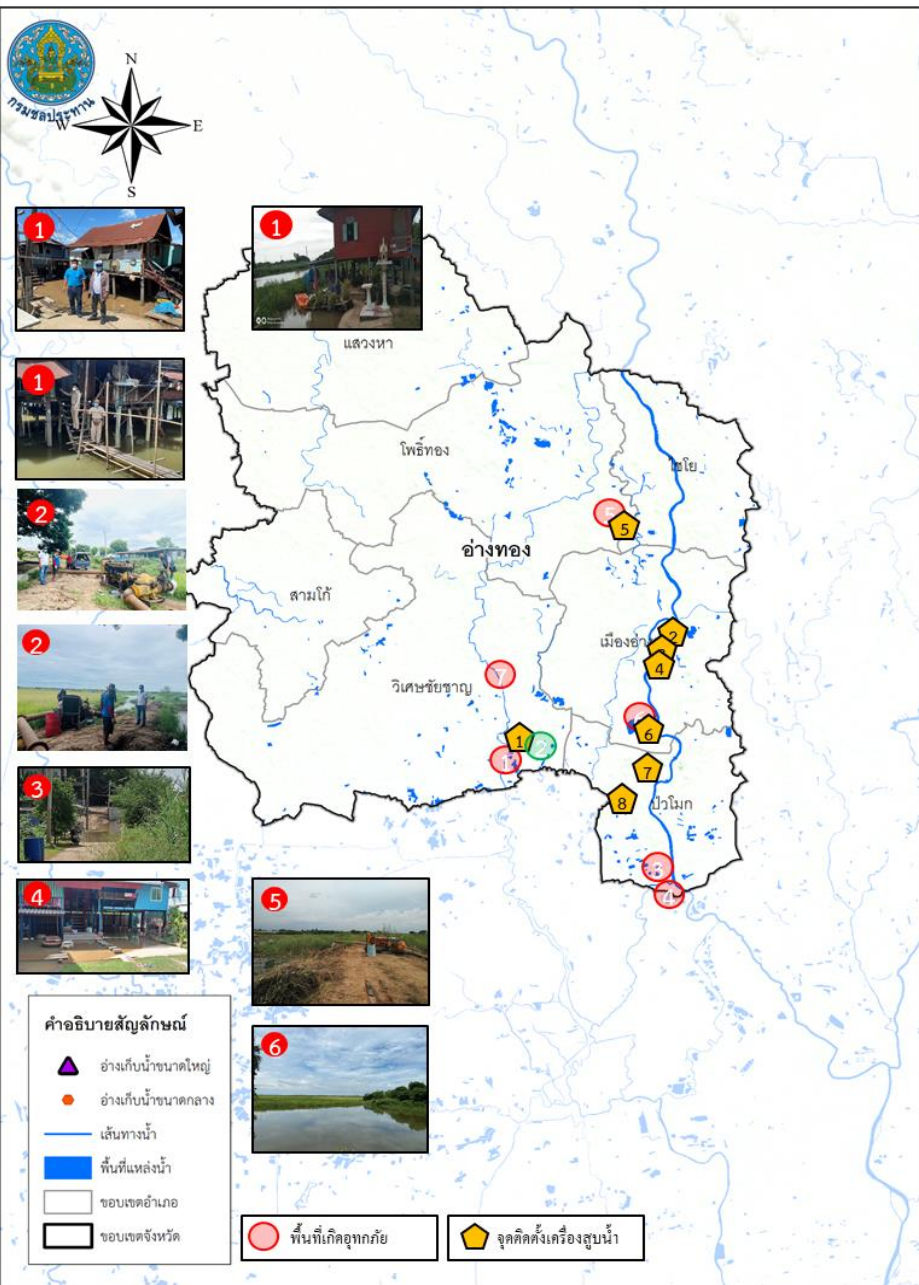 กรมชลประทาน
N
W
E
S
1
1
แสวงหา
1
โพธิ์ทอง
ไชโย
2
5
5
อ่างทอง
สามโก้
2
เมืองอ่าง
2
3
4
วิเศษชัยชาญ
7
6
6
1
2
1
7
3
8
ป่าโมก
3
4
4
5
6
คำอธิบายสัญลักษณ์
อ่างเก็บน้ำขนาดใหญ่
อ่างเก็บน้ำขนาดกลาง
เส้นทางน้ำ
พื้นที่แหล่งน้ำ
ขอบเขตอำเภอ
ขอบเขตจังหวัด
พื้นที่เกิดอุทกภัย
จุดติดตั้งเครื่องสูบน้ำ